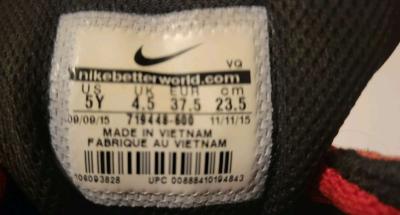 VQ
nikebetterworld.com
US UK EUR cm
5Y 4.5 37.5 23.5
09/09/15 719448-600 11/11/15
MADE IN VIETNAM
FABRIQUE AU VIETNAM
106093828 UPC 00888410194843